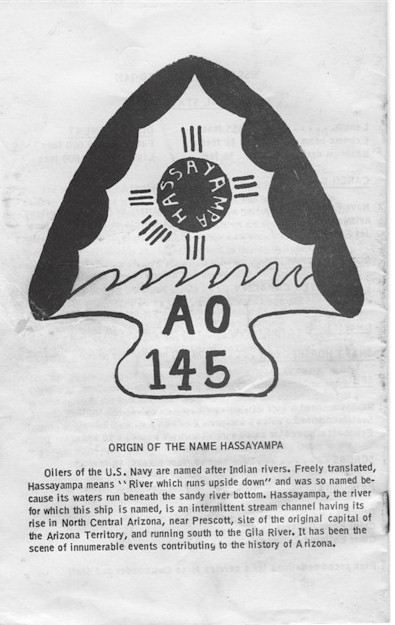 HASSAYAMPA
AO
145
ORIGIN OF THE NAME HASSAYAMPA
Oilers of the U.S. Navy are named after Indian rivers. Freely translated,
Hassayampa means ‘‘River which runs upside down” and was so named be-
cause its waters run beneath the sandy river bottom. Hassayampa, the river
for which this ship is named, is an intermittent stream channel having its
rise in North Central Arizona, near Prescott, site of the original capital of
the Arizona Territory, and running south to the Gila River. It has been the
scene of innumerable events contributing to the history of Arizona.